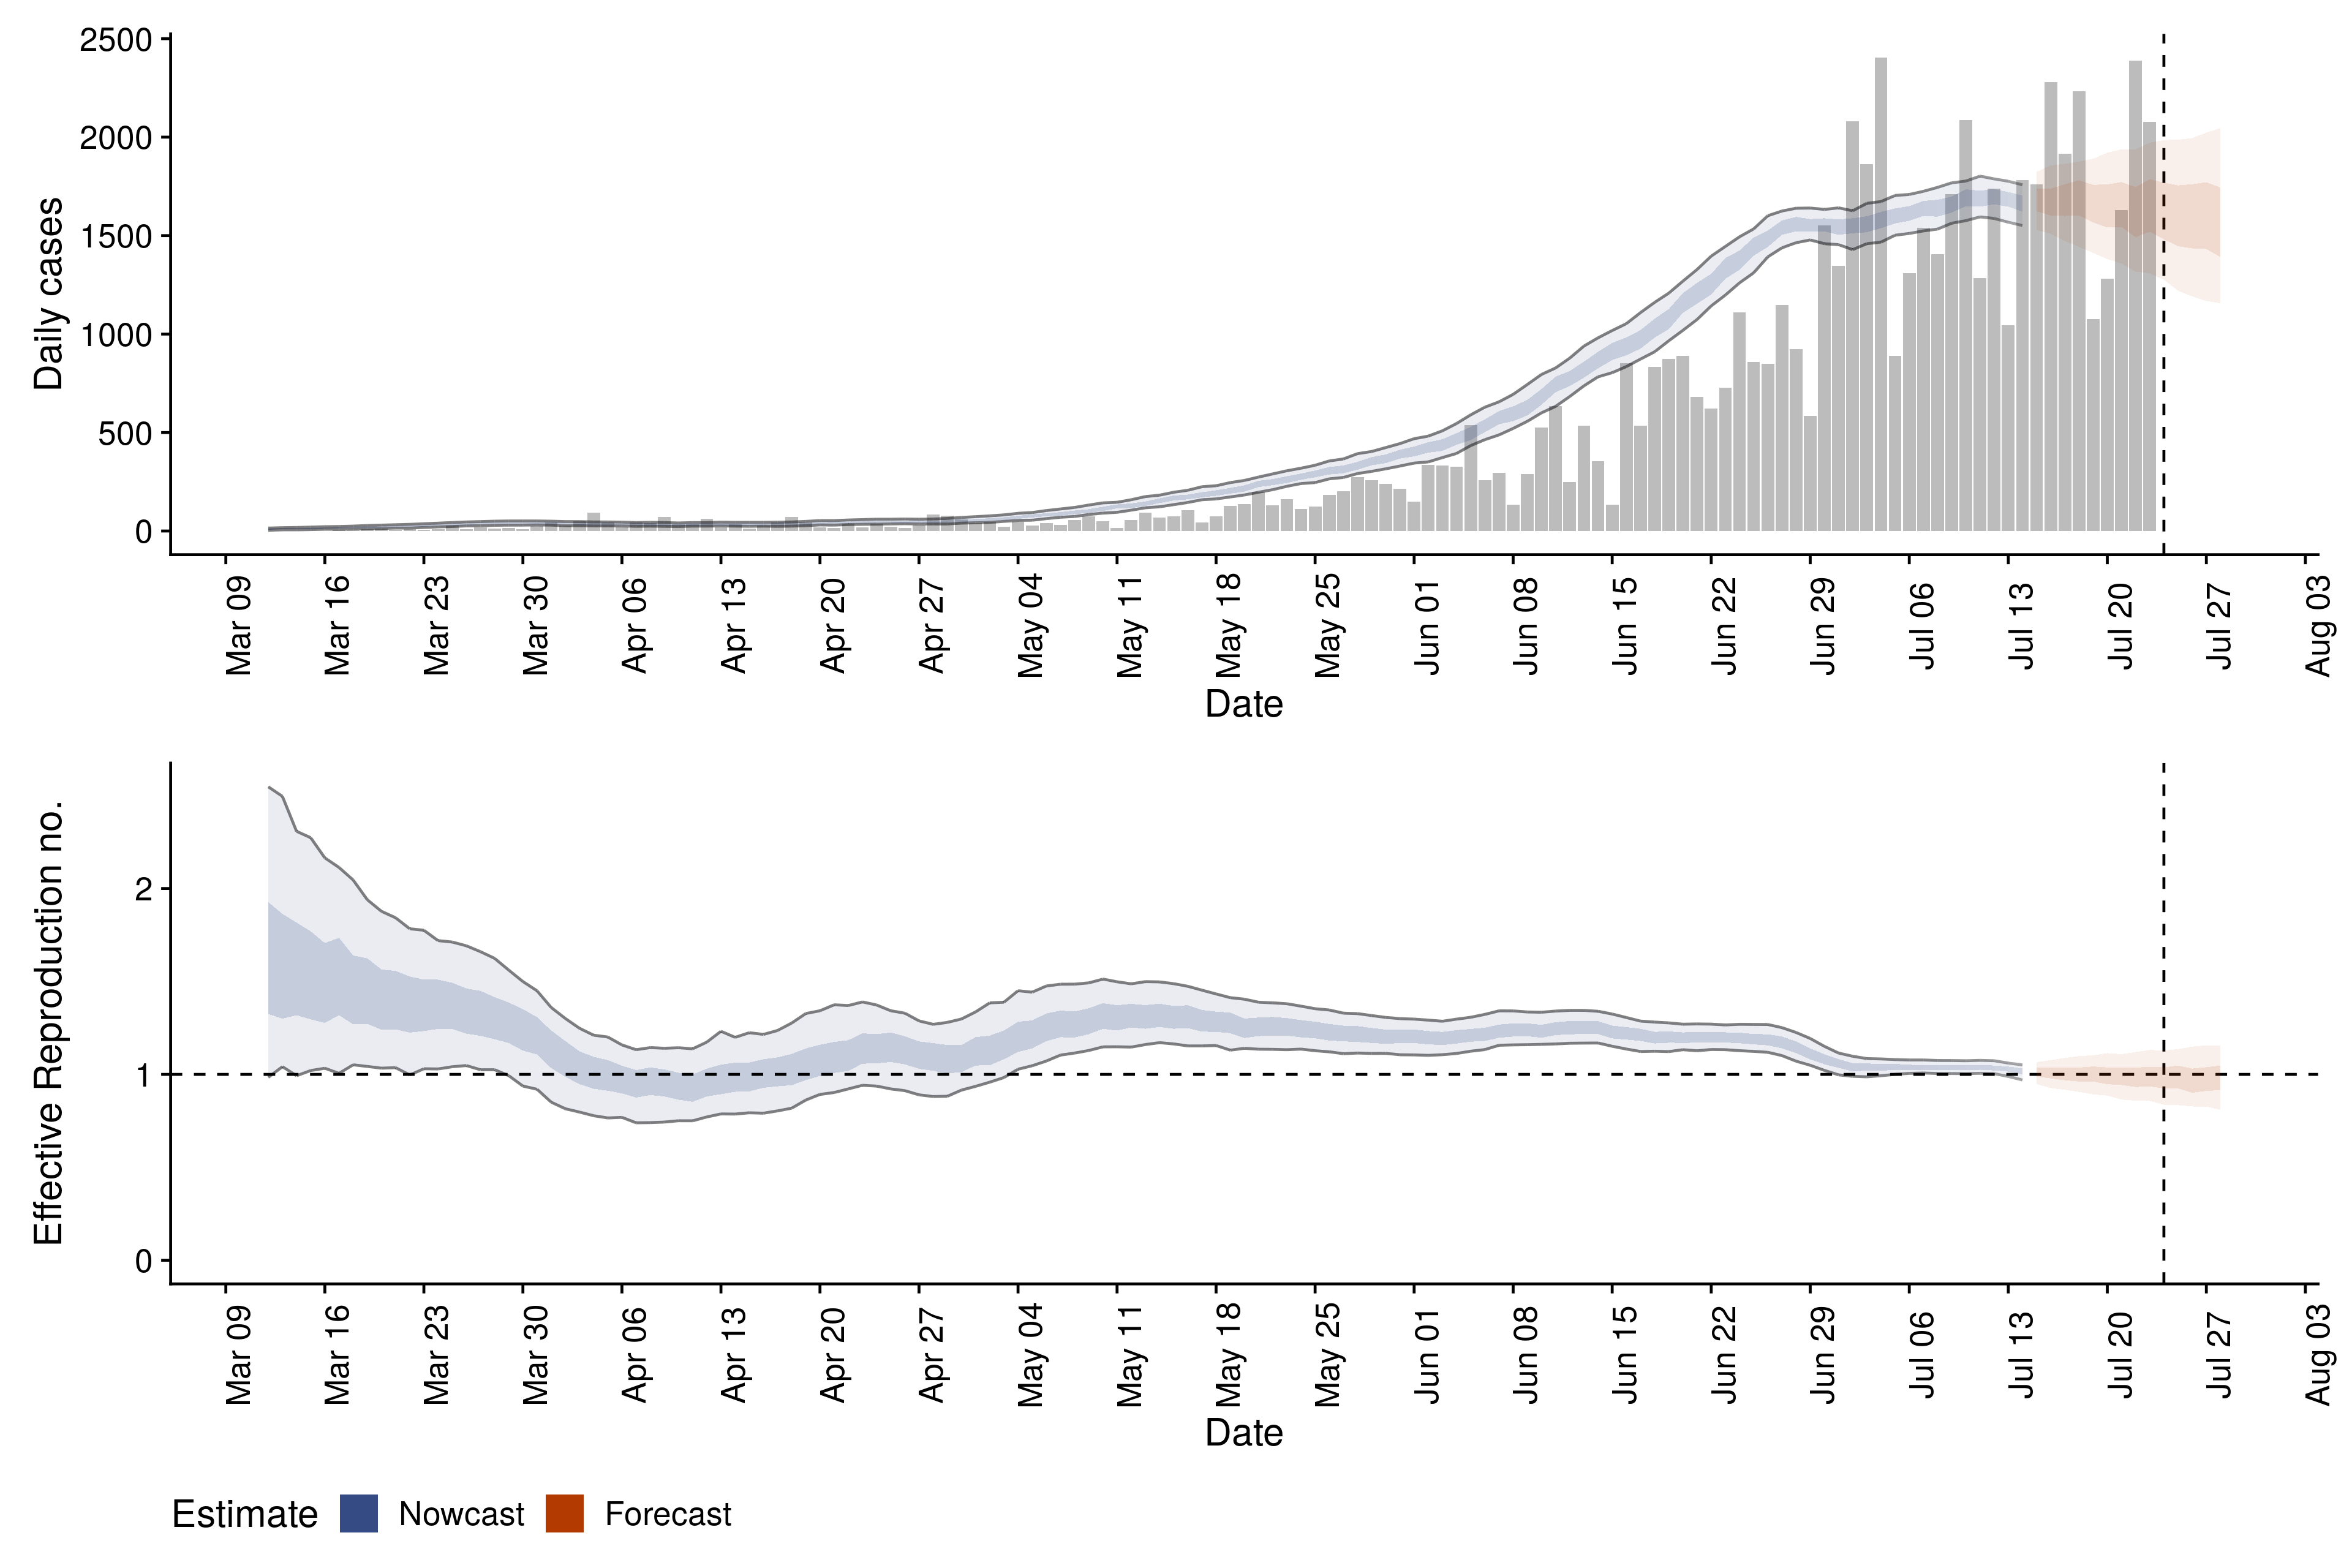 2500
2000
1500
1000
500
0
Daily cases
Mar 09 Mar 16 Mar 23 Mar 30 Apr 06 Apr 13 Apr 20 Apr 27 May 04 May 11 May 18 May 25 Jun 01 Jun 08 Jun 15 Jun 22 Jun 29 Jul 06 Jul 13 Jul 20 Jul 27 Aug 03
Date
2
1
0
Effective Reproduction no.
Mar 09 Mar 16 Mar 23 Mar 30 Apr 06 Apr 13 Apr 20 Apr 27 May 04 May 11 May 18 May 25 Jun 01 Jun 08 Jun 15 Jun 22 Jun 29 Jul 06 Jul 13 Jul 20 Jul 27 Aug 03
Date
Estimate Nowcast Forecast